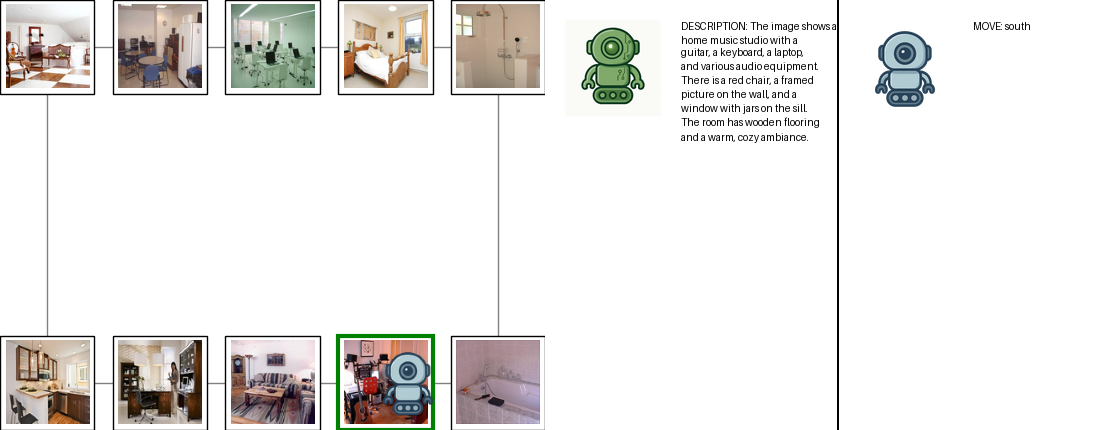 DESCRIPTION: The image shows a
home music studio with a
guitar, a keyboard, a laptop,
and various audio equipment.
There is a red chair, a framed
picture on the wall, and a
window with jars on the sill.
The room has wooden flooring
and a warm, cozy ambiance.
MOVE: south